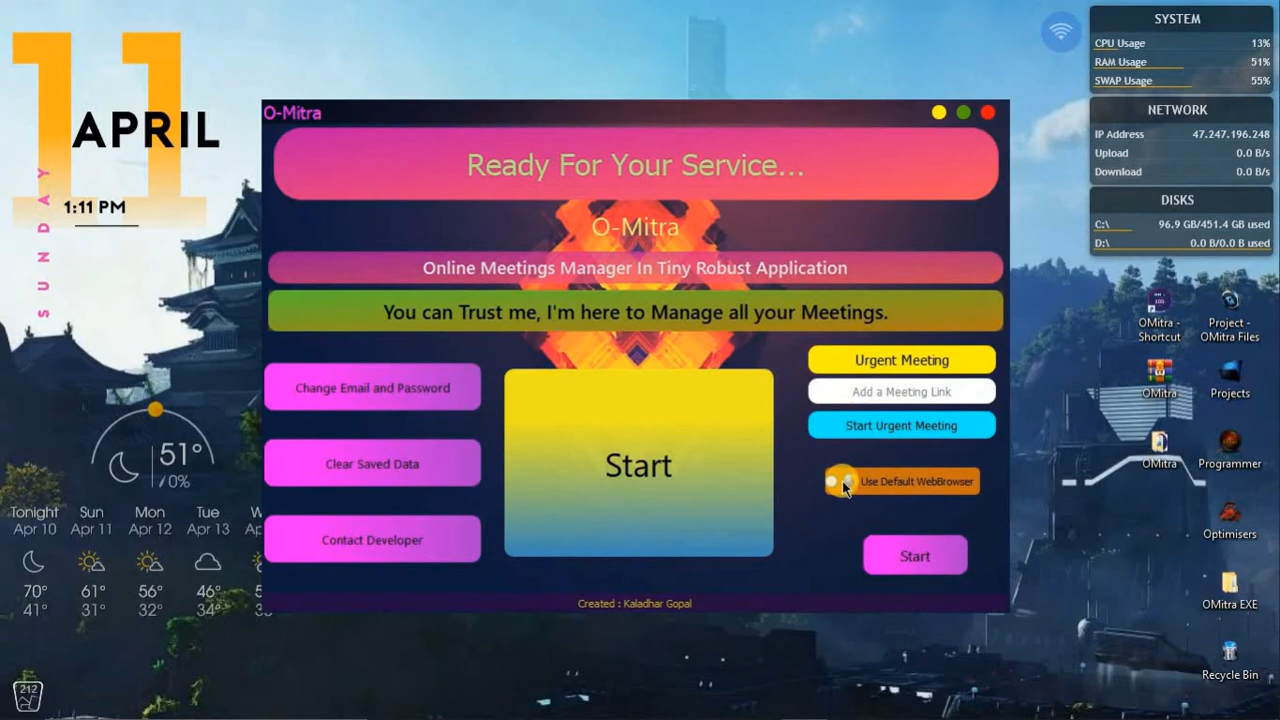 11
APRIL
SUNDAY
1:11 PM
51°
/0%
Tonight Sun Mon Tue W
Apr 10 Apr 11 Apr 12 Apr 13
70° 61° 56° 46°
41° 31° 32° 34°
212
O-Mitra
Ready For Your Service...
O-Mitra
Online Meetings Manager In Tiny Robust Application
You can Trust me, I'm here to Manage all your Meetings.
Change Email and Password
Clear Saved Data
Contact Developer
Start
Urgent Meeting
Add a Meeting Link
Start Urgent Meeting
Use Default WebBrowser
Start
Created : Kaladhar Gopal
SYSTEM
CPU Usage 13%
RAM Usage 51%
SWAP Usage 55%
NETWORK
IP Address 47.247.196.248
Upload 0.0 B/s
Download 0.0 B/s
DISKS
C:\ 96.9 GB/451.4 GB used
D:\ 0.0 B/0.0 B used
OMitra - Shortcut
Project - OMitra Files
OMitra
Projects
OMitra
Programmer
Optimisers
OMitra EXE
Recycle Bin